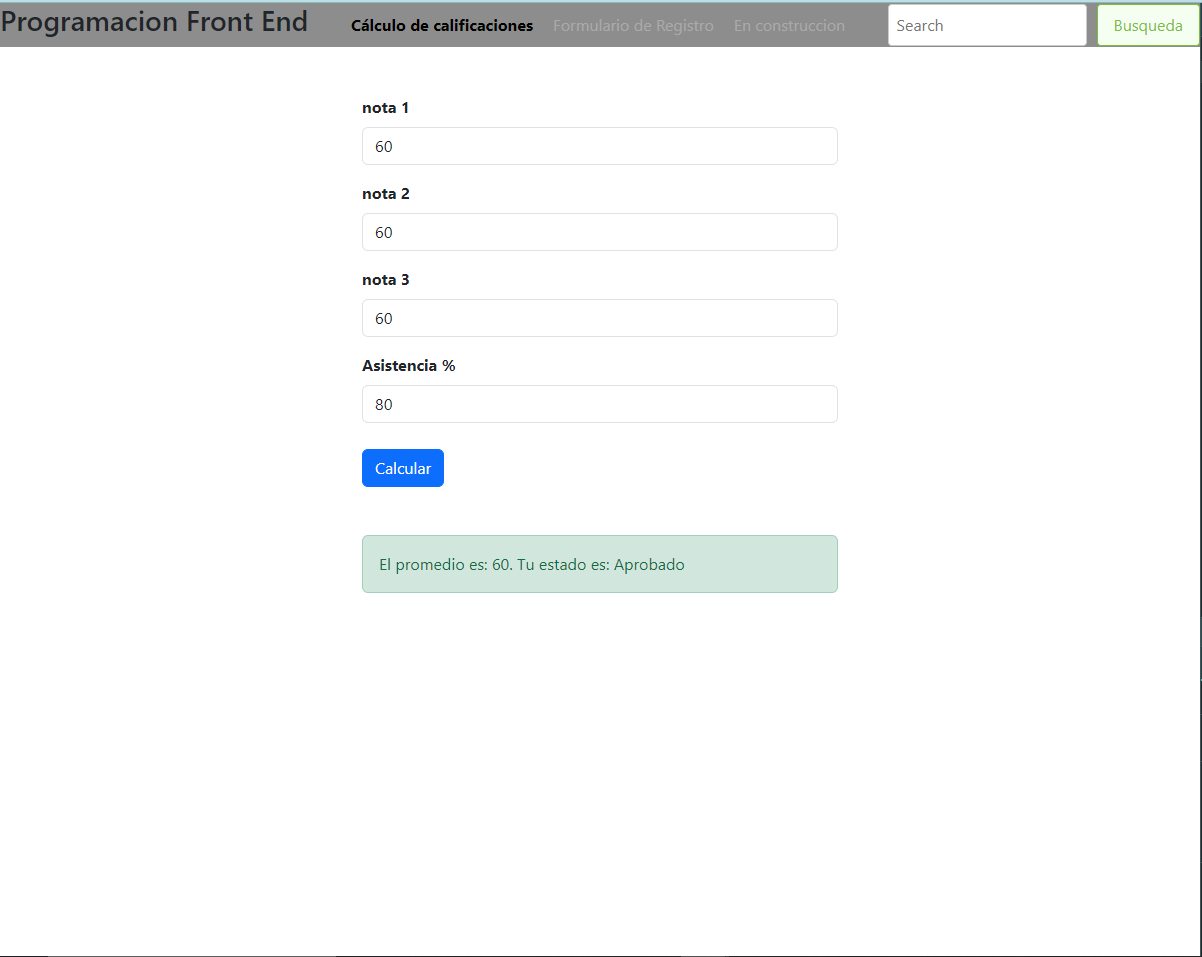 Programacion Front End
Cálculo de calificaciones
Formulario de Registro
En construccion
Search
Busqueda
nota 1
60
nota 2
60
nota 3
60
Asistencia %
80
Calcular
El promedio es: 60. Tu estado es: Aprobado